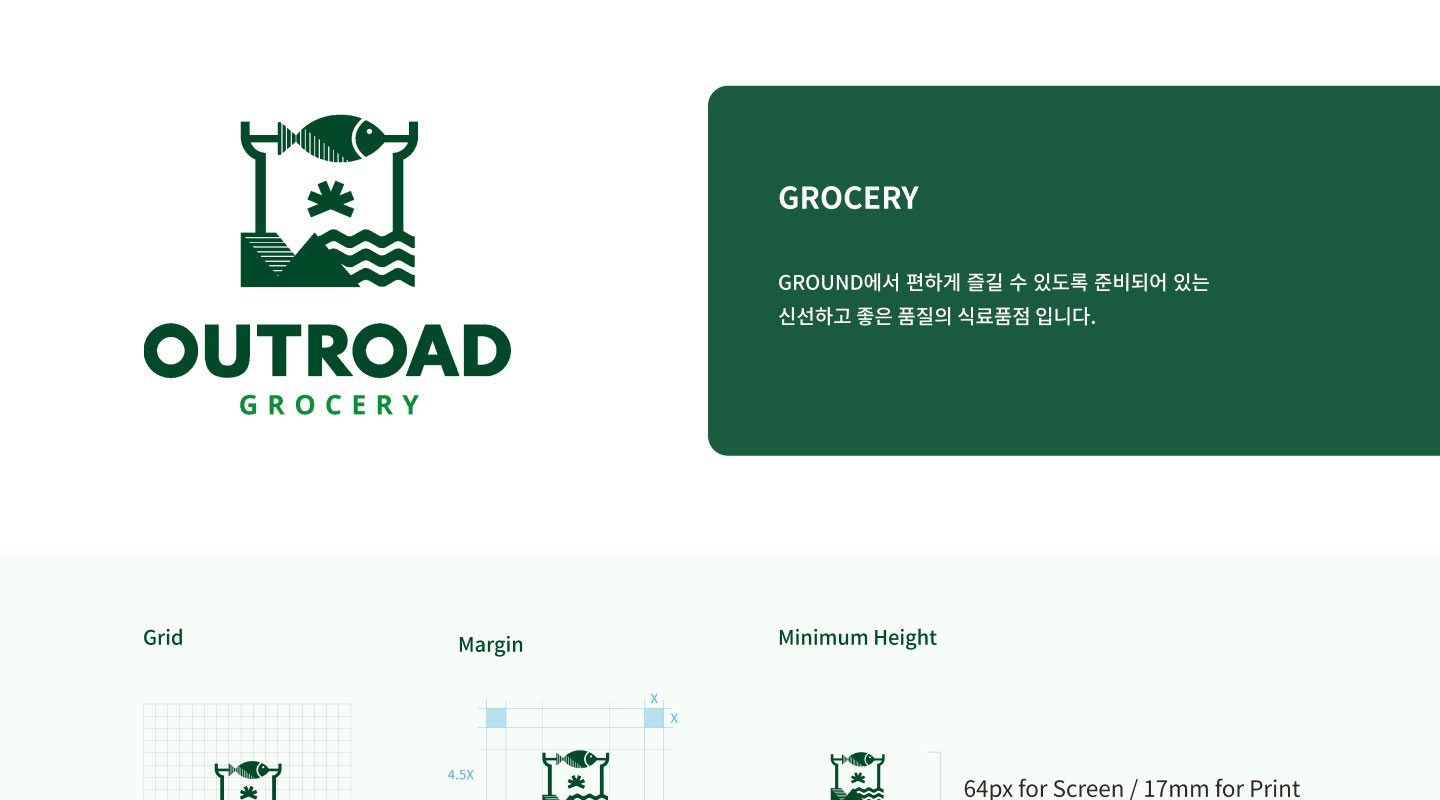 OUTROAD
GROCERY
GROCERY
GROUND에서 편하게 즐길 수 있도록 준비되어 있는
신선하고 좋은 품질의 식료품점 입니다.
Grid
Margin
Minimum Height
X
X
4.5X
64px for Screen / 17mm for Print